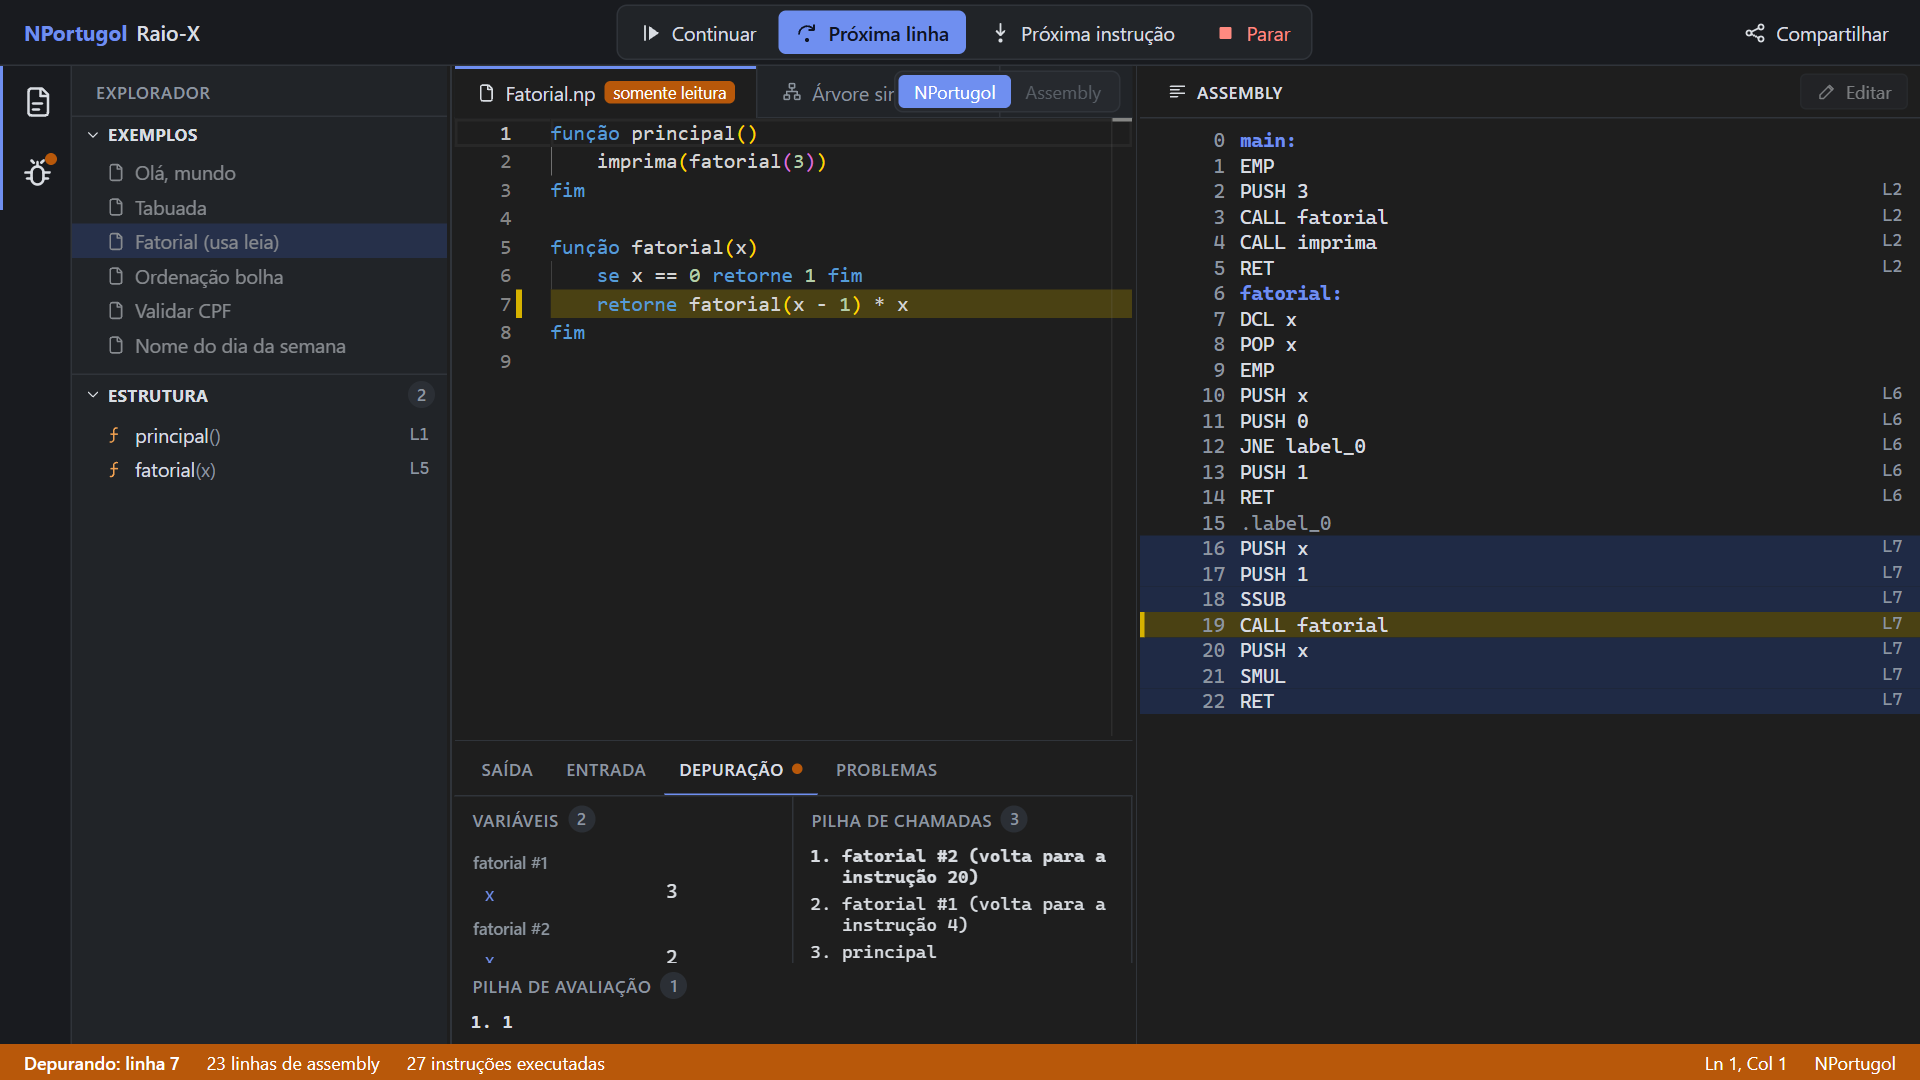 NPortugol Raio-X
Continuar
Próxima linha
Próxima instrução
Parar
Compartilhar
EXPLORADOR
EXEMPLOS
Olá, mundo
Tabuada
Fatorial (usa leia)
Ordenação bolha
Validar CPF
Nome do dia da semana
ESTRUTURA 2
principal() L1
fatorial(x) L5
Fatorial.np somente leitura
Árvore sir
NPortugol Assembly
1 função principal()
2 imprima(fatorial(3))
3 fim
4
5 função fatorial(x)
6 se x == 0 retorne 1 fim
7 retorne fatorial(x - 1) * x
8 fim
9
SAÍDA ENTRADA DEPURAÇÃO PROBLEMAS
VARIÁVEIS 2
fatorial #1
x 3
fatorial #2
x 2
PILHA DE CHAMADAS 3
1. fatorial #2 (volta para a
instrução 20)
2. fatorial #1 (volta para a
instrução 4)
3. principal
PILHA DE AVALIAÇÃO 1
1. 1
ASSEMBLY
Editar
0 main:
1 EMP
2 PUSH 3 L2
3 CALL fatorial L2
4 CALL imprima L2
5 RET L2
6 fatorial:
7 DCL x
8 POP x
9 EMP
10 PUSH x L6
11 PUSH 0 L6
12 JNE label_0 L6
13 PUSH 1 L6
14 RET L6
15 .label_0
16 PUSH x L7
17 PUSH 1 L7
18 SSUB L7
19 CALL fatorial L7
20 PUSH x L7
21 SMUL L7
22 RET L7
Depurando: linha 7 23 linhas de assembly 27 instruções executadas
Ln 1, Col 1 NPortugol